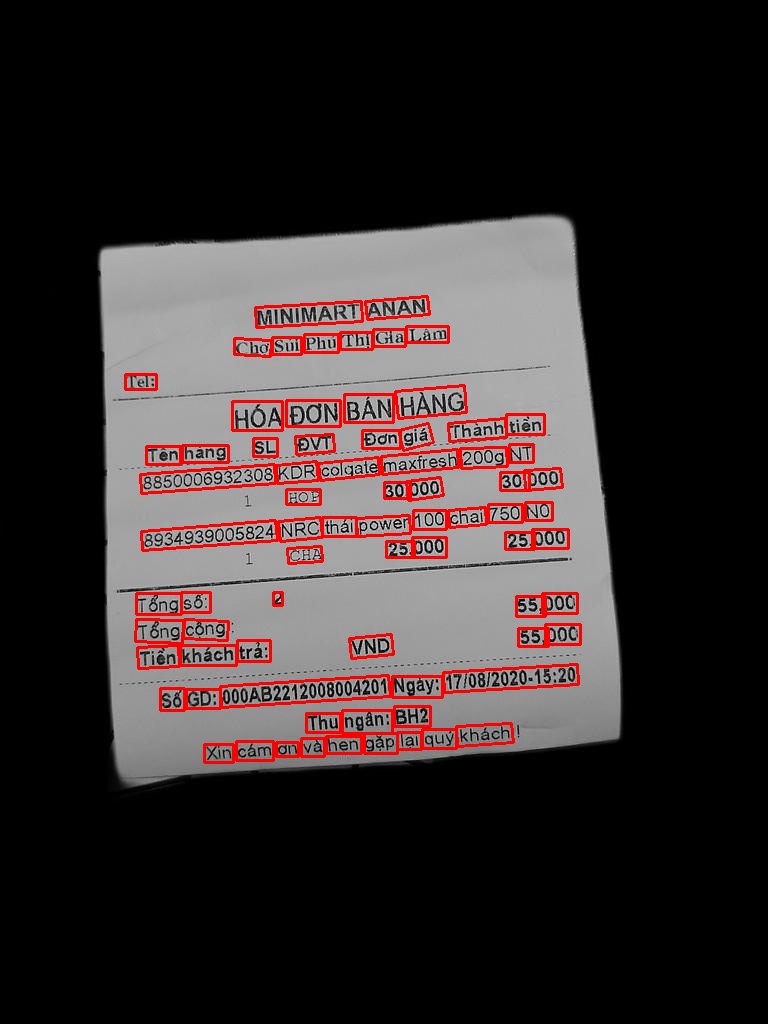 MINIMART ANAN
Chợ Sủi Phú Thị Gia Lâm
Tel:
HÓA ĐƠN BÁN HÀNG
Tên hàng SL ĐVT Đơn giá Thành tiền
8850006932308 KDR colqate maxfresh 200g NT
1 HOP 30,000 30,000
8934939005824 NRC thái power 100 chai 750 N0
1 CHA 25,000 25,000
Tổng số: 2 55,000
Tổng cộng : 55,000
Tiền khách trả: VND
Số GD: 000AB2212008004201 Ngày: 17/08/2020-15:20
Thu ngân: BH2
Xin cám ơn và hẹn gặp lại quý khách !